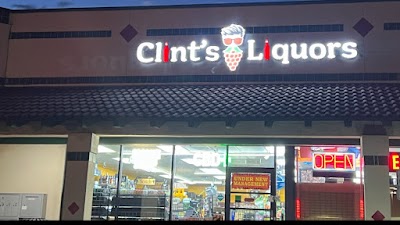 Clint's Liquors
UNDER NEW
MANAGEMENT
OPEN